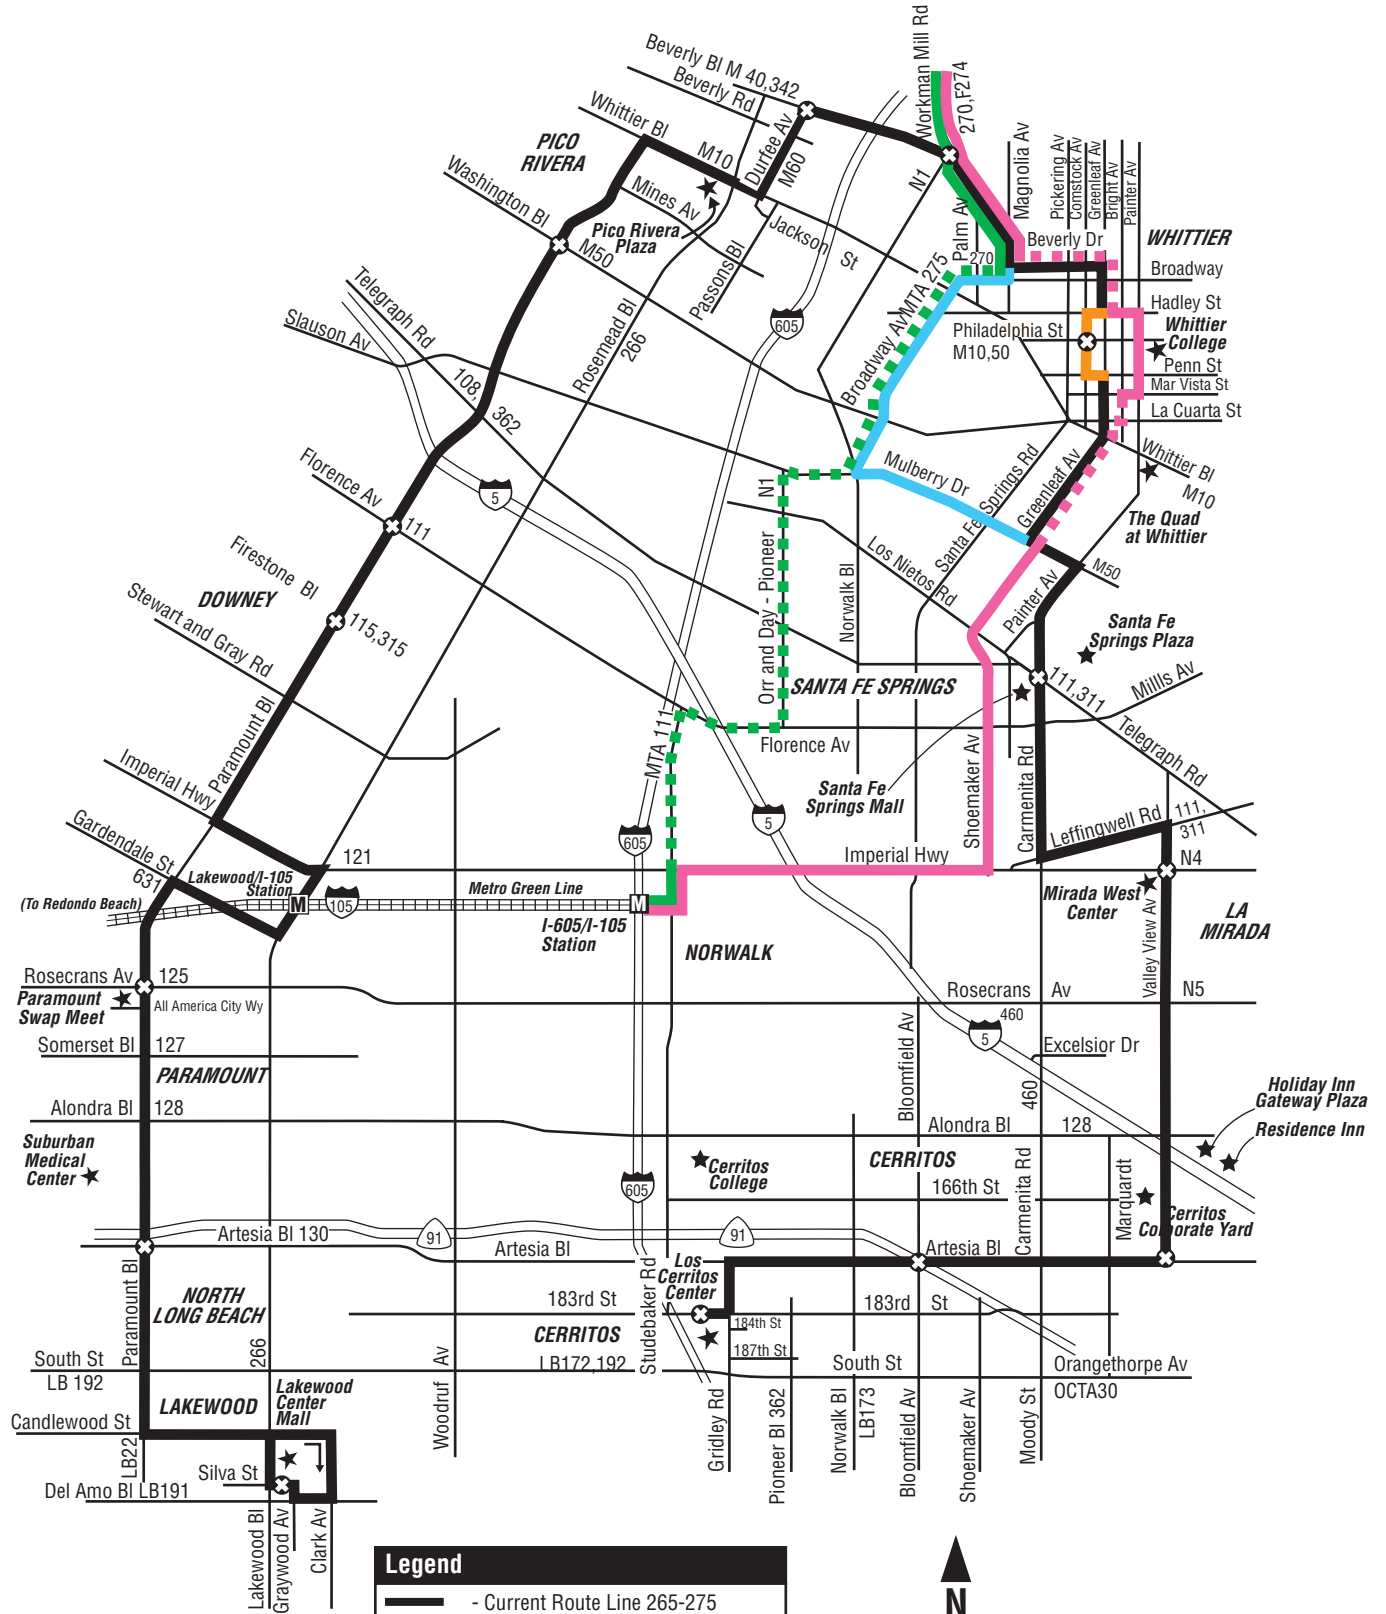 Beverly Bl M 40,342
Beverly Rd
Whittier Bl
M10
Durfee Av
M60
Workman Mill Rd
270,F274
N1
Magnolia Av
Pickering Av
Comstock Av
Greenleaf Av
Bright Av
Painter Av
PICO
RIVERA
Washington Bl
M50
Mines Av
Pico Rivera
Plaza
Jackson St
Passons Bl
Palm Av
270
Beverly Dr
WHITTIER
Broadway
Hadley St
Whittier
College
Philadelphia St
M10,50
Penn St
Mar Vista St
La Cuarta St
Telegraph Rd
Slauson Av
108,
362
Rosemead Bl
266
605
Broadway Av
MTA 275
Mulberry Dr
Santa Fe Springs Rd
Greenleaf Av
Whittier Bl
M10
The Quad
at Whittier
Florence Av
111
5
N1
Los Nietos Rd
M50
Firestone Bl
DOWNEY
Stewart and Gray Rd
115,315
Orr and Day - Pioneer
Norwalk Bl
Painter Av
Santa Fe
Springs Plaza
SANTA FE SPRINGS
111,311
Millls Av
Telegraph Rd
Paramount Bl
MTA 111
Florence Av
Santa Fe
Springs Mall
Shoemaker Av
Carmenita Rd
Imperial Hwy
Gardendale St
631
Lakewood/I-105
Station
121
605
5
Imperial Hwy
Leffingwell Rd
111,
311
N4
(To Redondo Beach)
M
105
Metro Green Line
M
I-605/I-105
Station
NORWALK
Mirada West
Center
Valley View Av
LA
MIRADA
Rosecrans Av
125
Paramount
Swap Meet
All America City Wy
Rosecrans Av
460
N5
Somerset Bl
127
PARAMOUNT
5
Bloomfield Av
Excelsior Dr
460
Holiday Inn
Gateway Plaza
Residence Inn
Alondra Bl
128
Alondra Bl
128
Suburban
Medical
Center
605
Cerritos
College
CERRITOS
166th St
Carmenita Rd
Marquardt
Cerritos
Corporate Yard
Artesia Bl 130
91
91
Artesia Bl
Artesia Bl
Paramount Bl
NORTH
LONG BEACH
Studebaker Rd
Los
Cerritos
Center
183rd St
183rd St
CERRITOS
184th St
187th St
South St
LB 192
266
LB172,192
South St
Orangethorpe Av
OCTA30
LAKEWOOD
Lakewood
Center
Mall
Woodruf Av
Gridley Rd
Pioneer Bl 362
Norwalk Bl
LB173
Bloomfield Av
Shoemaker Av
Moody St
Candlewood St
LB22
Silva St
Del Amo Bl LB191
Lakewood Bl
Graywood Av
Clark Av
Legend
- Current Route Line 265-275
N